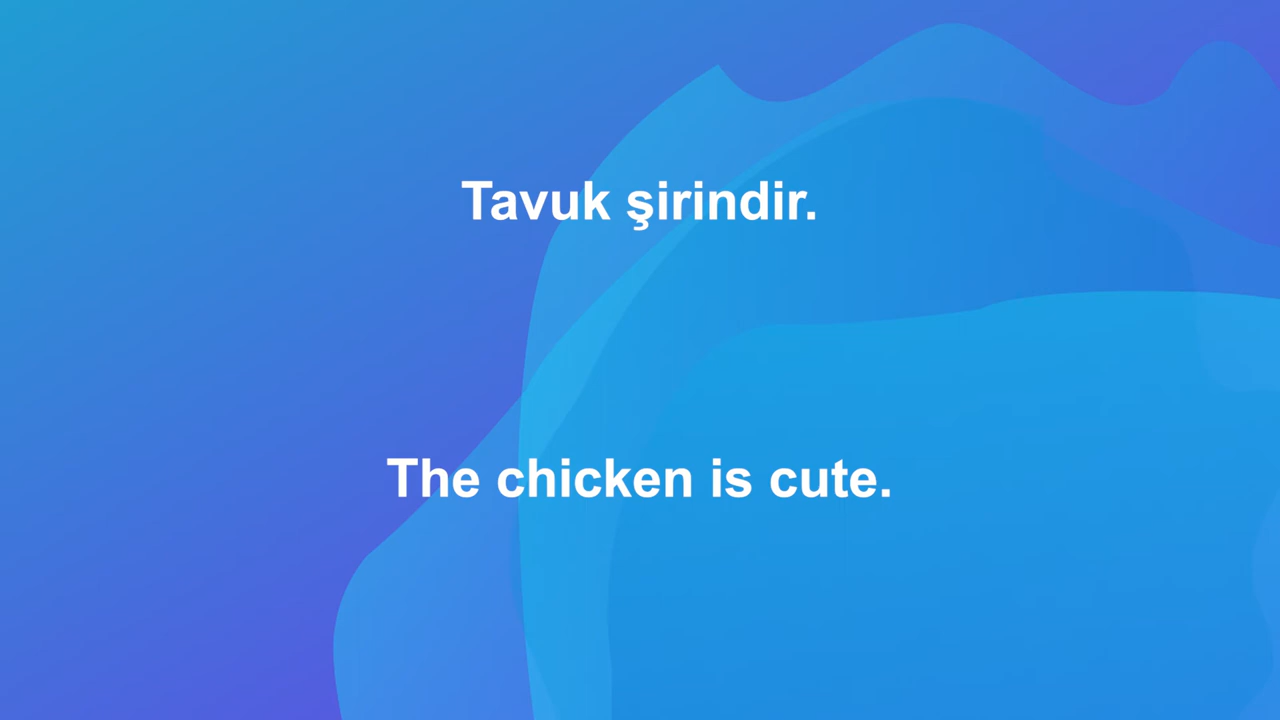 Tavuk şirindir.
The chicken is cute.